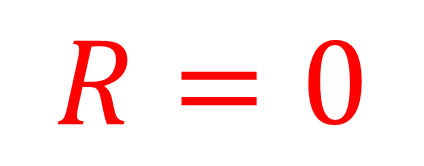 R = 0